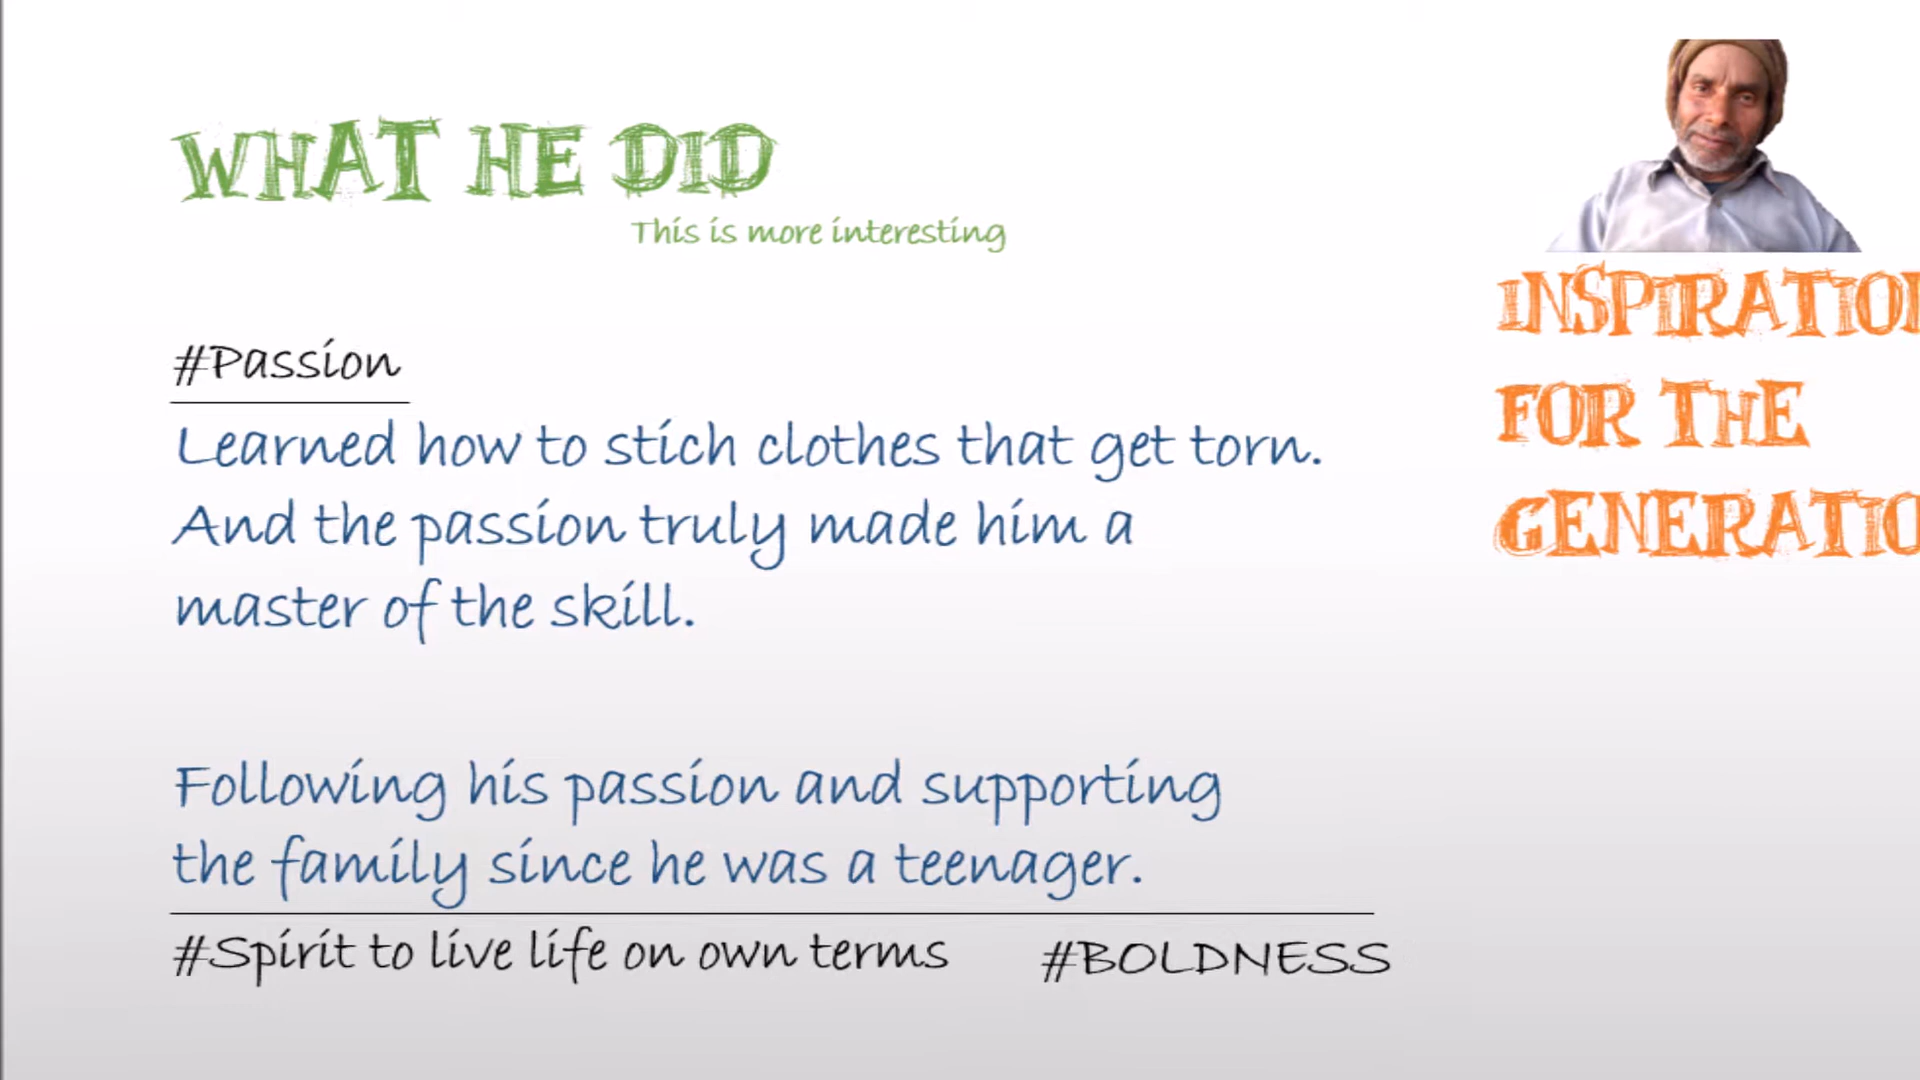 WHAT HE DID
This is more interesting
#Passion
Learned how to stich clothes that get torn.
And the passion truly made him a
master of the skill.
Following his passion and supporting
the family since he was a teenager.
#Spirit to live life on own terms #BOLDNESS
INSPIRATION
FOR THE
GENERATIO